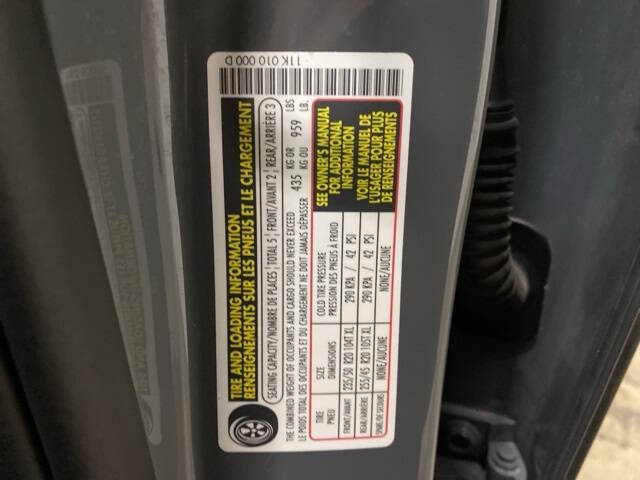 11K 010 000 D
TIRE AND LOADING INFORMATION
RENSEIGNEMENTS SUR LES PNEUS ET LE CHARGEMENT
SEATING CAPACITY/NOMBRE DE PLACES TOTAL 5 FRONT/AVANT 2 REAR/ARRIÈRE 3
THE COMBINED WEIGHT OF OCCUPANTS AND CARGO SHOULD NEVER EXCEED 435 KG OR 959 LBS
LE POIDS TOTAL DES OCCUPANTS ET DU CHARGEMENT NE DOIT JAMAIS DÉPASSER KG OU LB.
TIRE SIZE COLD TIRE PRESSURE
PNEU DIMENSIONS PRESSION DES PNEUS À FROID
FRONT/AVANT 235/50 R20 104T XL 290 KPA / 42 PSI
REAR/ARRIÈRE 255/45 R20 105T XL 290 KPA / 42 PSI
SPARE/DE SECOURS NONE/AUCUNE NONE/AUCUNE
SEE OWNER'S MANUAL
FOR ADDITIONAL
INFORMATION
VOIR LE MANUEL DE
L'USAGER POUR PLUS
DE RENSEIGNEMENTS